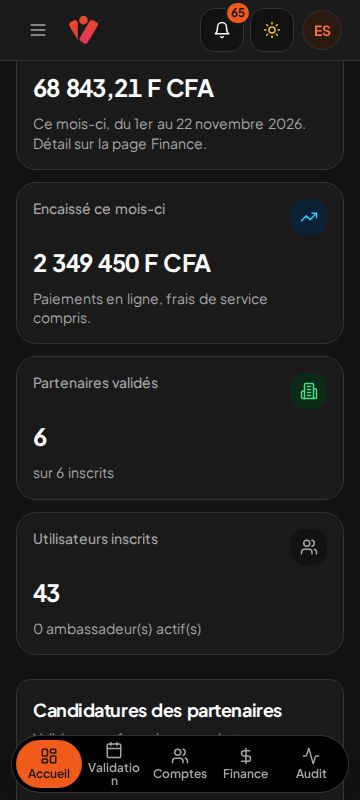 65
ES
68 843,21 F CFA
Ce mois-ci, du 1er au 22 novembre 2026.
Détail sur la page Finance.
Encaissé ce mois-ci
2 349 450 F CFA
Paiements en ligne, frais de service
compris.
Partenaires validés
6
sur 6 inscrits
Utilisateurs inscrits
43
0 ambassadeur(s) actif(s)
Candidatures des partenaires
Accueil
Validatio
n
Comptes
Finance
Audit